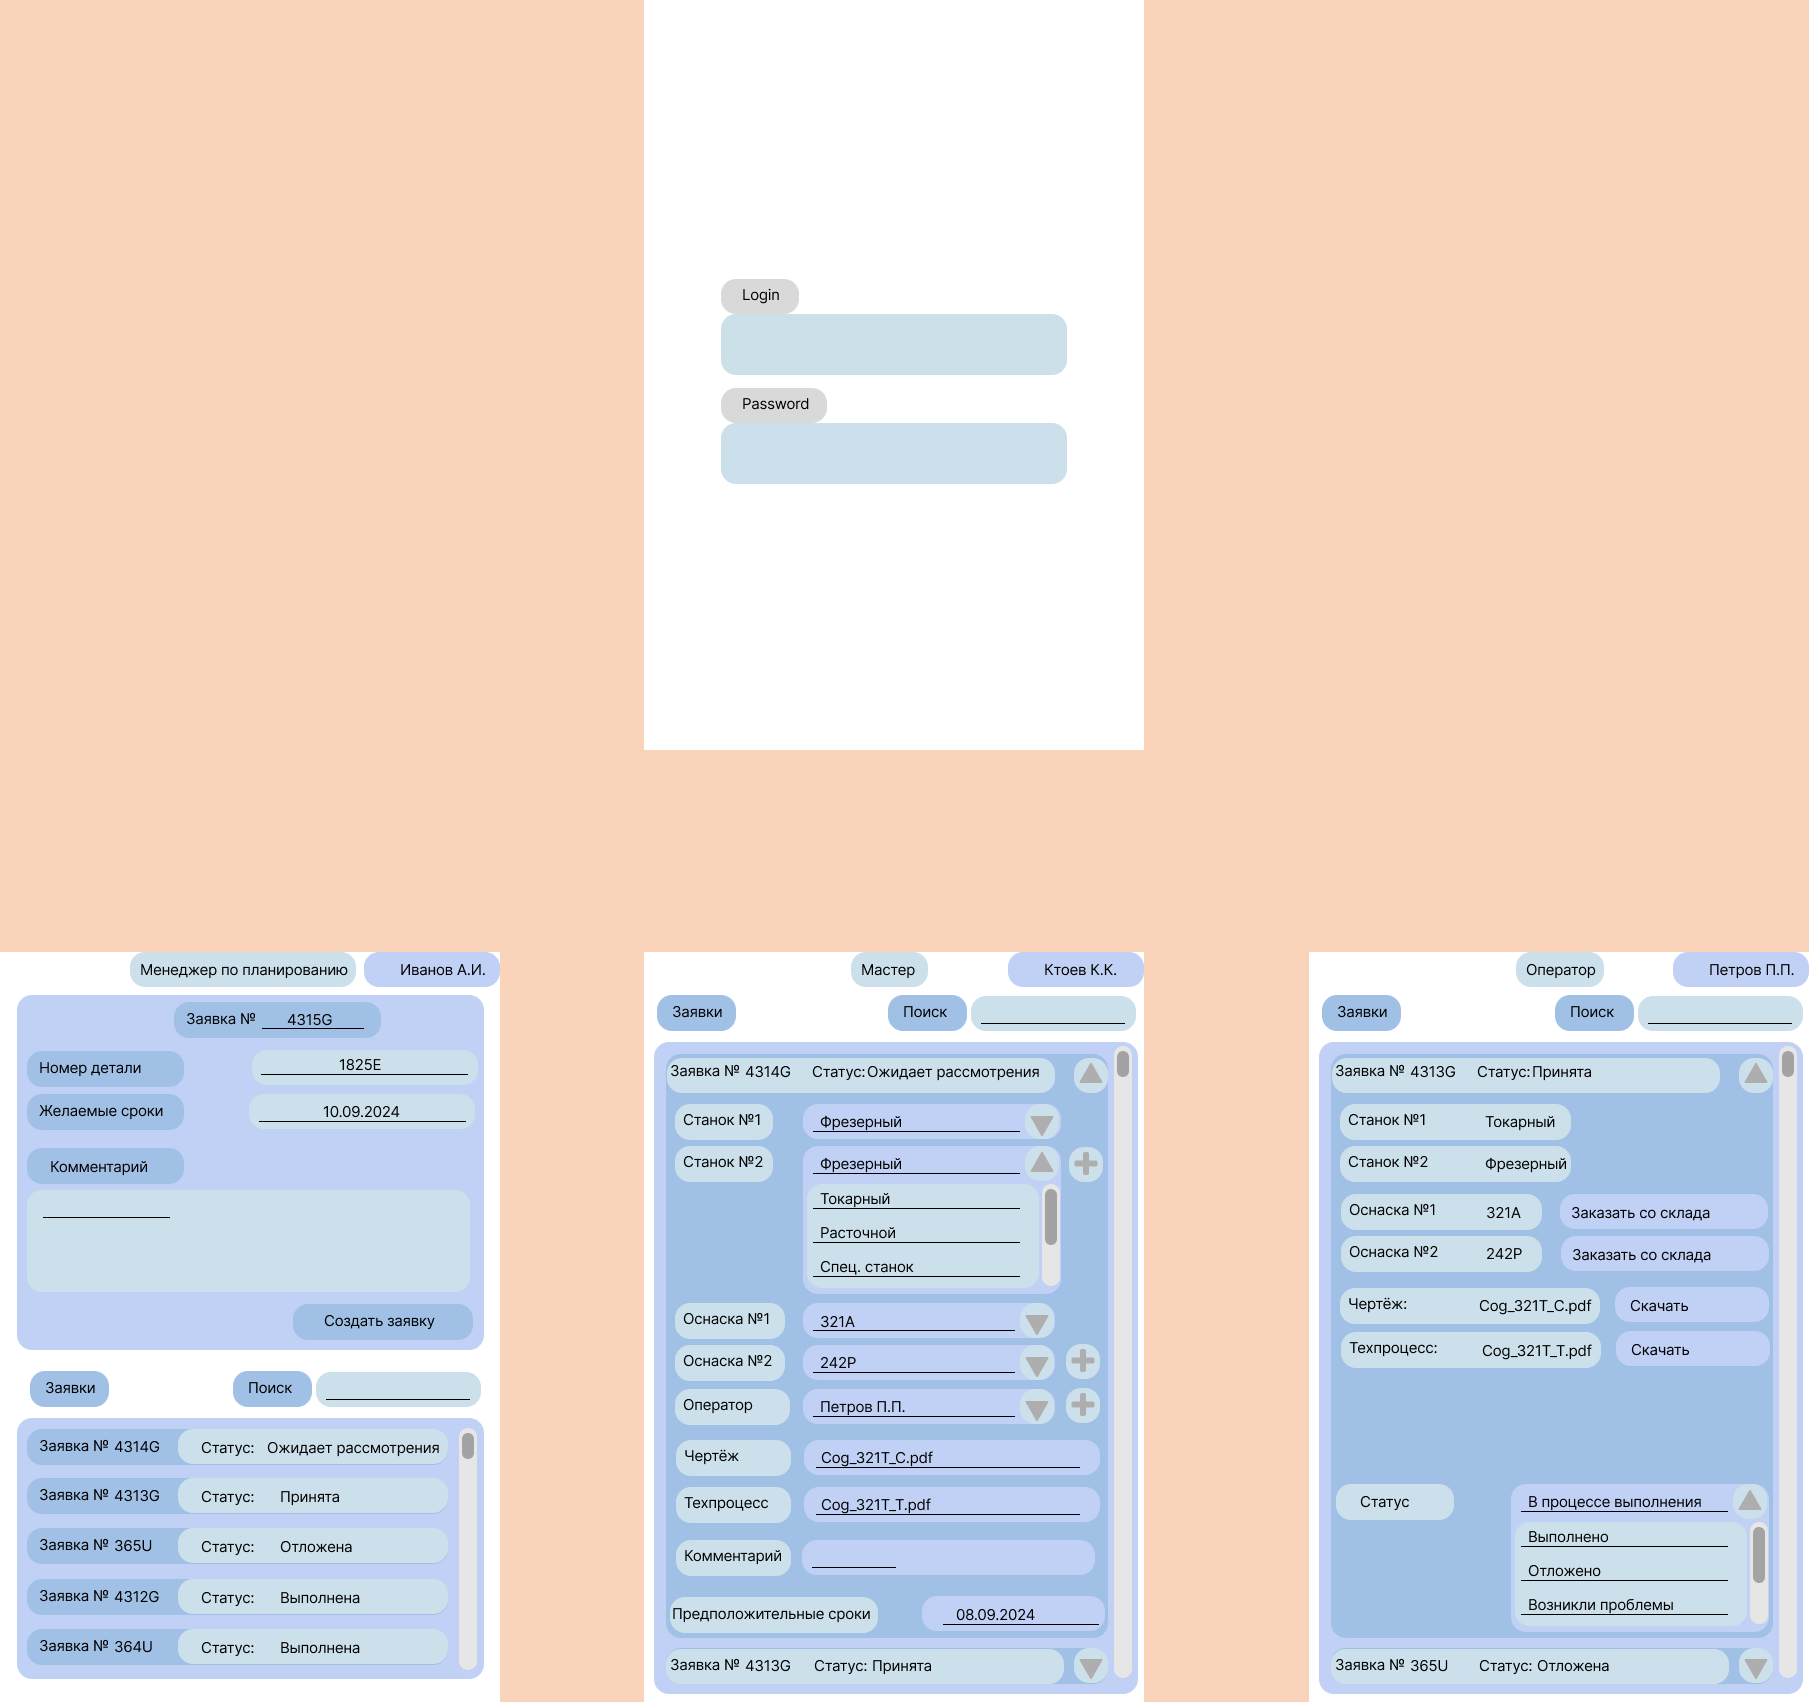 Login
Password
Менеджер по планированию Иванов А.И.
Заявка № 4315G
Номер детали 1825E
Желаемые сроки 10.09.2024
Комментарий
Создать заявку
Заявки Поиск
Заявка № 4314G Статус: Ожидает рассмотрения
Заявка № 4313G Статус: Принята
Заявка № 365U Статус: Отложена
Заявка № 4312G Статус: Выполнена
Заявка № 364U Статус: Выполнена
Мастер Ктоев К.К.
Заявки Поиск
Заявка № 4314G Статус: Ожидает рассмотрения
Станок №1 Фрезерный
Станок №2 Фрезерный
Токарный
Расточной
Спец. станок
Оснаска №1 321А
Оснаска №2 242Р
Оператор Петров П.П.
Чертёж Cog_321T_C.pdf
Техпроцесс Cog_321T_T.pdf
Комментарий
Предположительные сроки 08.09.2024
Заявка № 4313G Статус: Принята
Оператор Петров П.П.
Заявки Поиск
Заявка № 4313G Статус: Принята
Станок №1 Токарный
Станок №2 Фрезерный
Оснаска №1 321А Заказать со склада
Оснаска №2 242Р Заказать со склада
Чертёж: Cog_321T_C.pdf Скачать
Техпроцесс: Cog_321T_T.pdf Скачать
Статус В процессе выполнения
Выполнено
Отложено
Возникли проблемы
Заявка № 365U Статус: Отложена